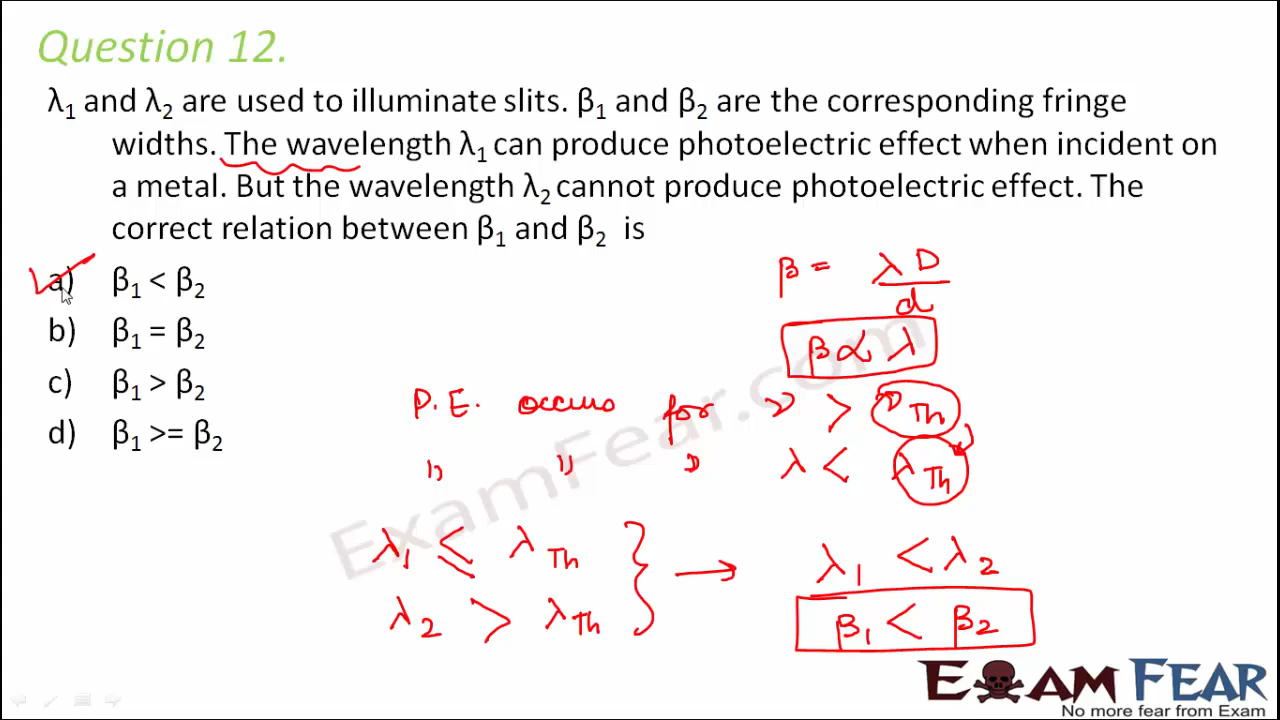 Question 12.
λ₁ and λ₂ are used to illuminate slits. β₁ and β₂ are the corresponding fringe
widths. The wavelength λ₁ can produce photoelectric effect when incident on
a metal. But the wavelength λ₂ cannot produce photoelectric effect. The
correct relation between β₁ and β₂ is
a) β₁ < β₂
b) β₁ = β₂
c) β₁ > β₂
d) β₁ >= β₂
β = λD/d
β ∝ λ
P.E. occurs for ν > νTh
" " " λ < λTh
λ₁ ≤ λTh
λ₂ > λTh
} → λ₁ < λ₂
β₁ < β₂
ExamFear.com
EXAM FEAR
No more fear from Exam